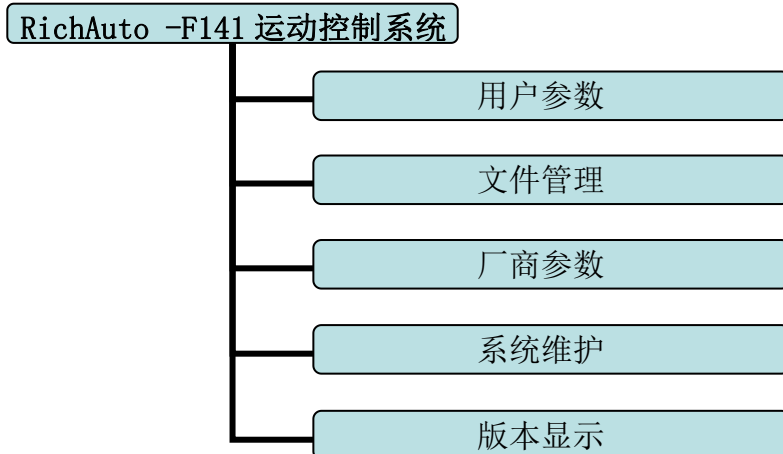 RichAuto -F141 运动控制系统
用户参数
文件管理
厂商参数
系统维护
版本显示